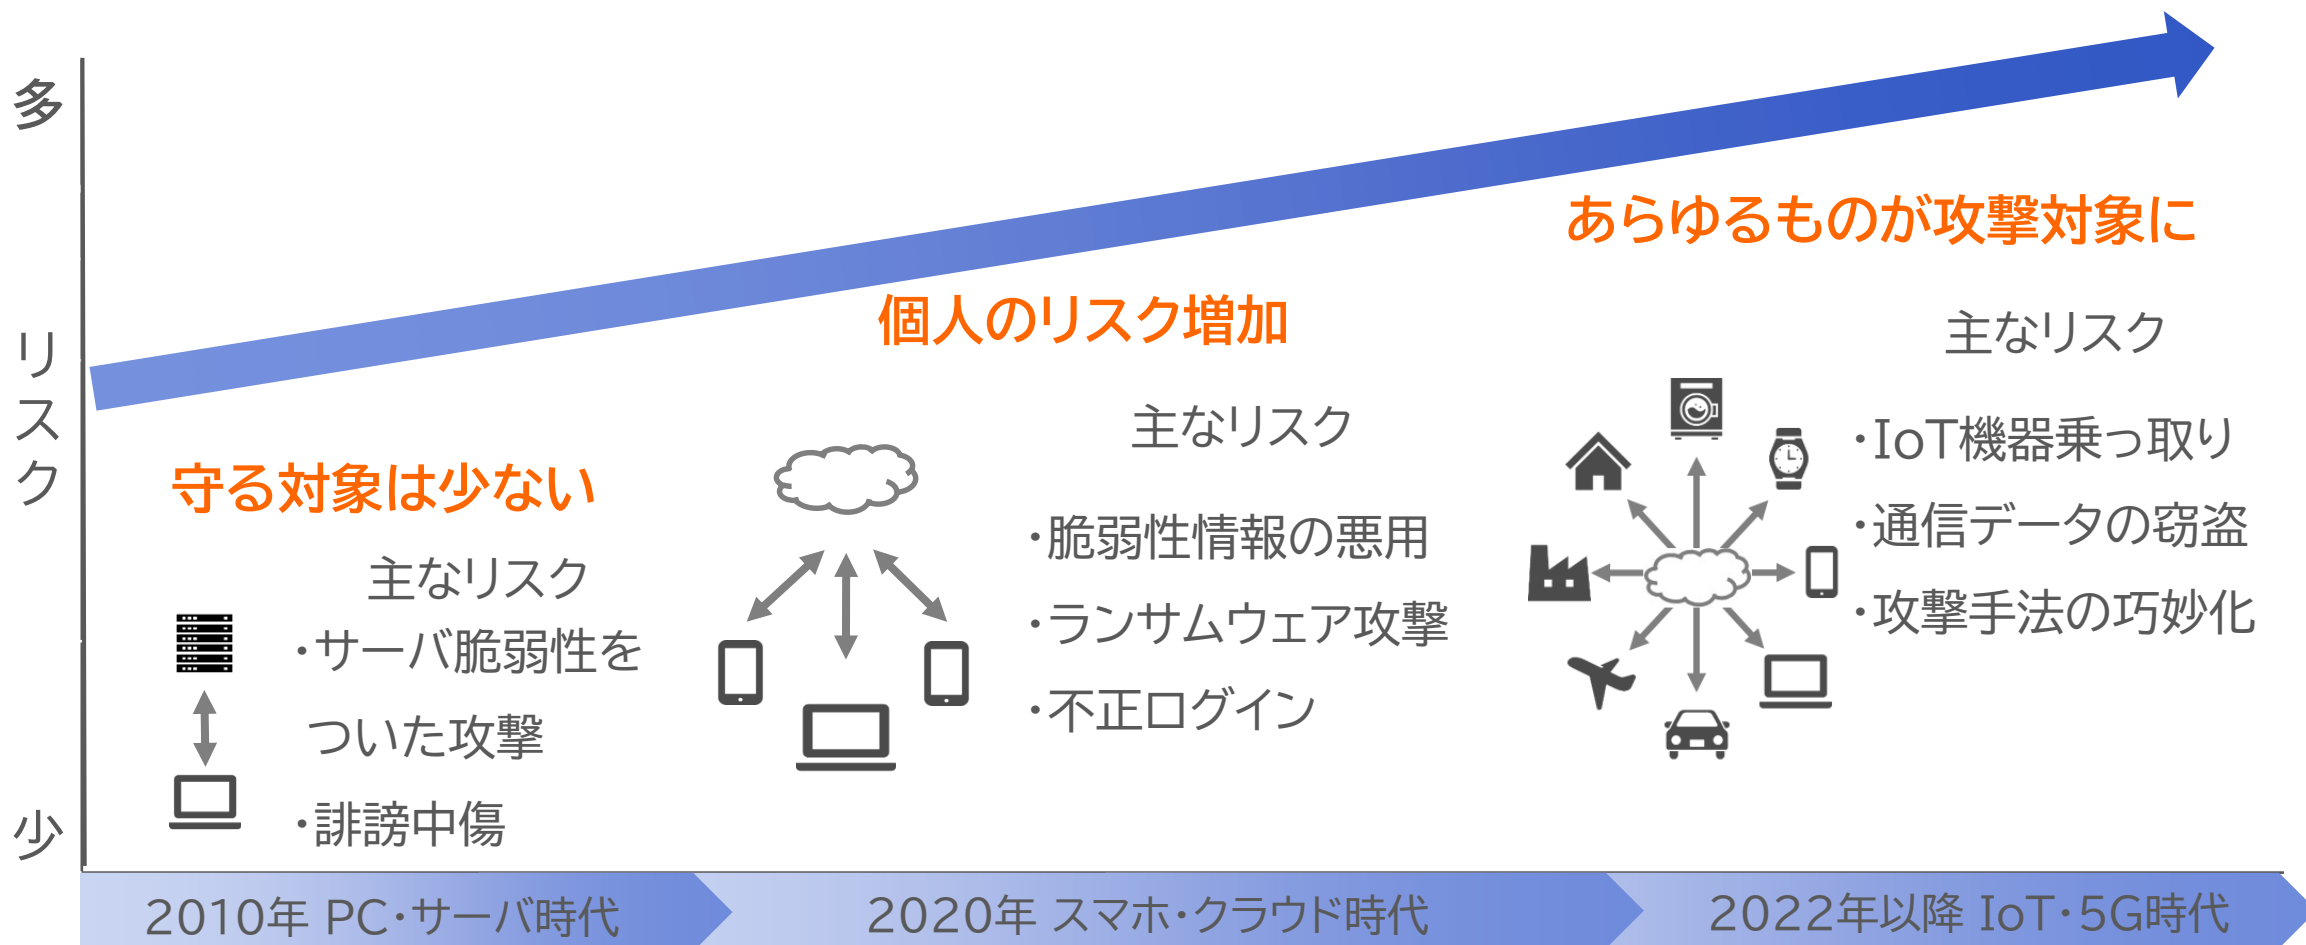 多
リスク
少
守る対象は少ない
主なリスク
・サーバ脆弱性を
ついた攻撃
・誹謗中傷
個人のリスク増加
主なリスク
・脆弱性情報の悪用
・ランサムウェア攻撃
・不正ログイン
あらゆるものが攻撃対象に
主なリスク
・IoT機器乗っ取り
・通信データの窃盗
・攻撃手法の巧妙化
2010年 PC・サーバ時代
2020年 スマホ・クラウド時代
2022年以降 IoT・5G時代